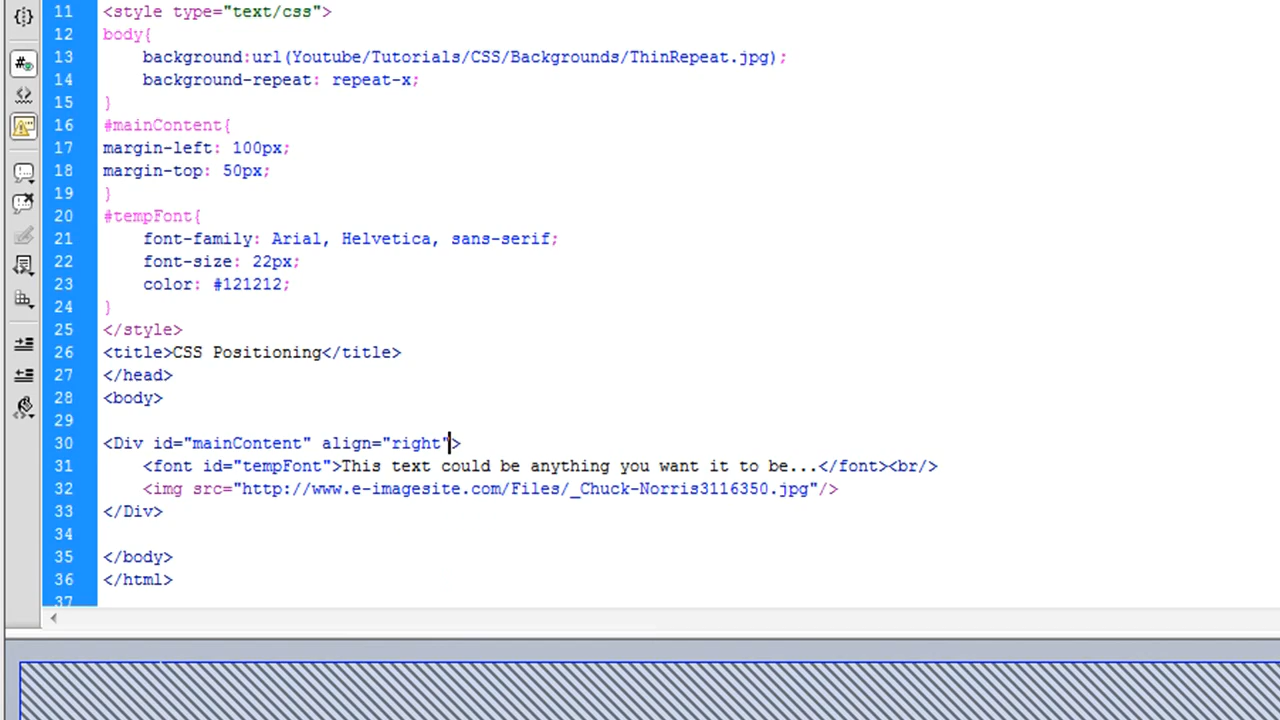 11 <style type="text/css">
12 body{
13 background:url(Youtube/Tutorials/CSS/Backgrounds/ThinRepeat.jpg);
14 background-repeat: repeat-x;
15 }
16 #mainContent{
17 margin-left: 100px;
18 margin-top: 50px;
19 }
20 #tempFont{
21 font-family: Arial, Helvetica, sans-serif;
22 font-size: 22px;
23 color: #121212;
24 }
25 </style>
26 <title>CSS Positioning</title>
27 </head>
28 <body>
29
30 <Div id="mainContent" align="right">
31 <font id="tempFont">This text could be anything you want it to be...</font><br/>
32 <img src="http://www.e-imagesite.com/Files/_Chuck-Norris3116350.jpg"/>
33 </Div>
34
35 </body>
36 </html>
37